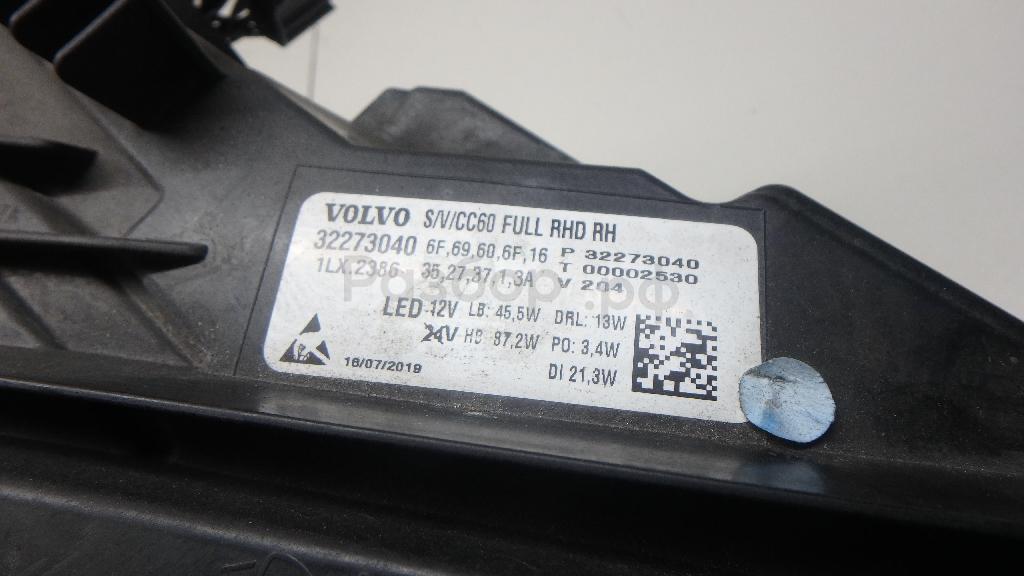 VOLVO S/V/CC60 FULL RHD RH
32273040 6F,69,60,6F,16 P 32273040
1LX,2386 35,27,37,1,3A T 00002530
V 204
LED 12V LB: 45,5W DRL: 13W
24V HB 87,2W PO: 3,4W
16/07/2019 DI 21,3W
Разбор.рф